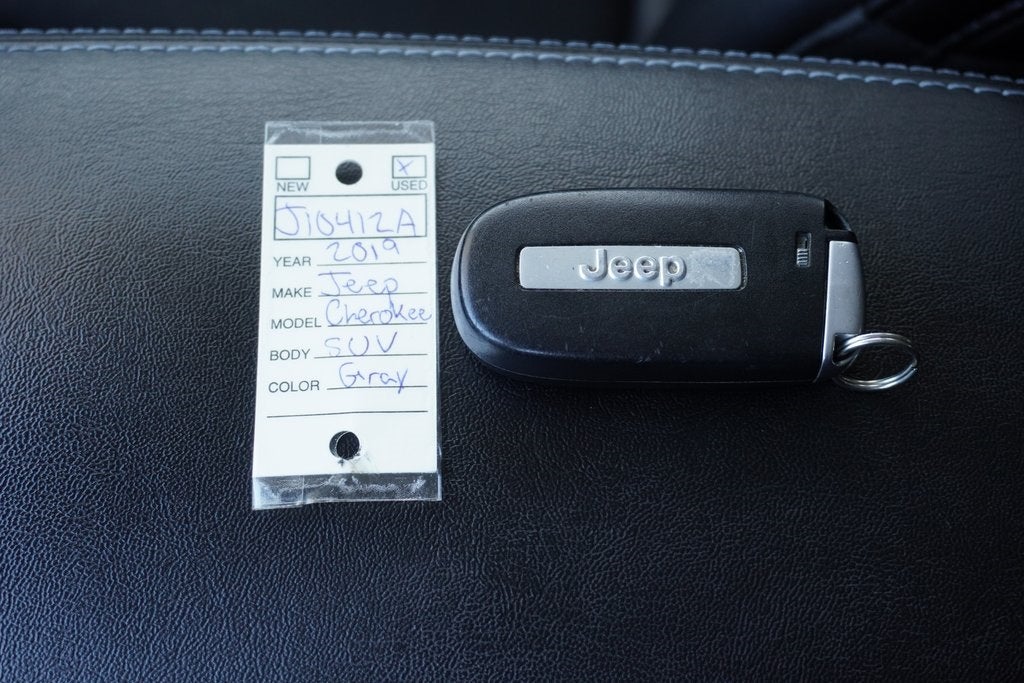 X
NEW USED
J10412A
YEAR 2019
MAKE Jeep
MODEL Cherokee
BODY SUV
COLOR Gray
Jeep